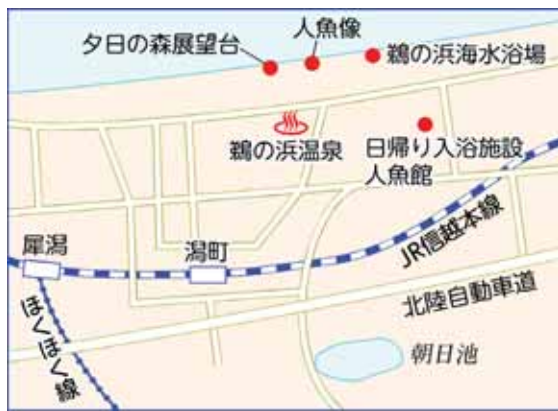 夕日の森展望台
人魚像
鵜の浜海水浴場
鵜の浜温泉
日帰り入浴施設
人魚館
犀潟
潟町
JR信越本線
北陸自動車道
ほくほく線
朝日池